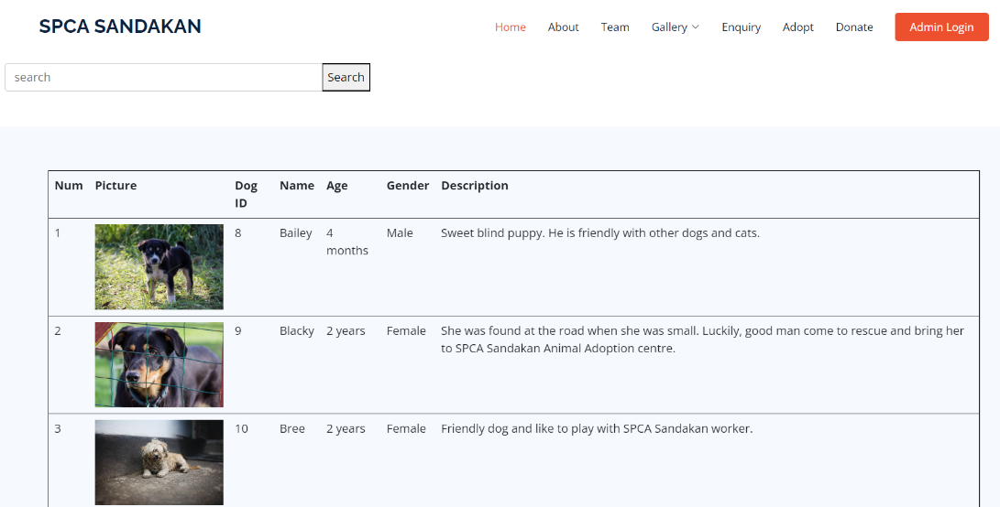 SPCA SANDAKAN
Home About Team Gallery Enquiry Adopt Donate Admin Login
search Search
Num Picture Dog ID Name Age Gender Description
1 8 Bailey 4 months Male Sweet blind puppy. He is friendly with other dogs and cats.
2 9 Blacky 2 years Female She was found at the road when she was small. Luckily, good man come to rescue and bring her
to SPCA Sandakan Animal Adoption centre.
3 10 Bree 2 years Female Friendly dog and like to play with SPCA Sandakan worker.